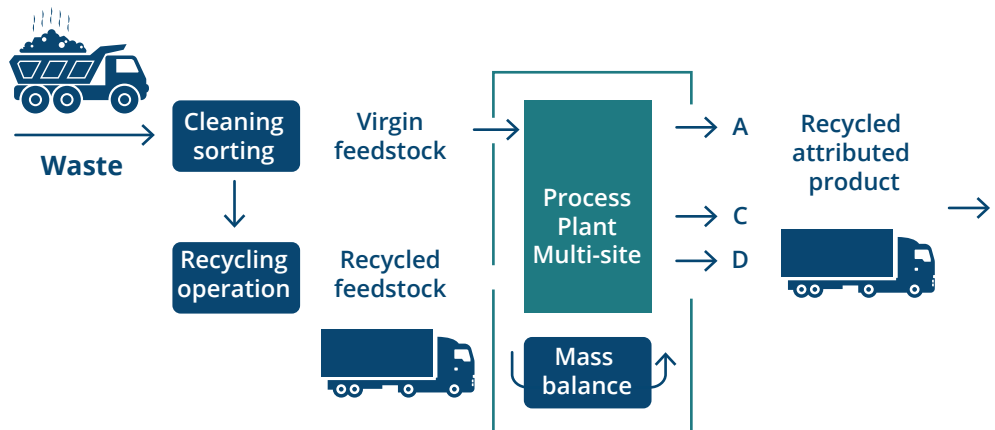 Waste
Cleaning
sorting
Recycling
operation
Virgin
feedstock
Recycled
feedstock
Process
Plant
Multi-site
Mass
balance
A
C
D
Recycled
attributed
product